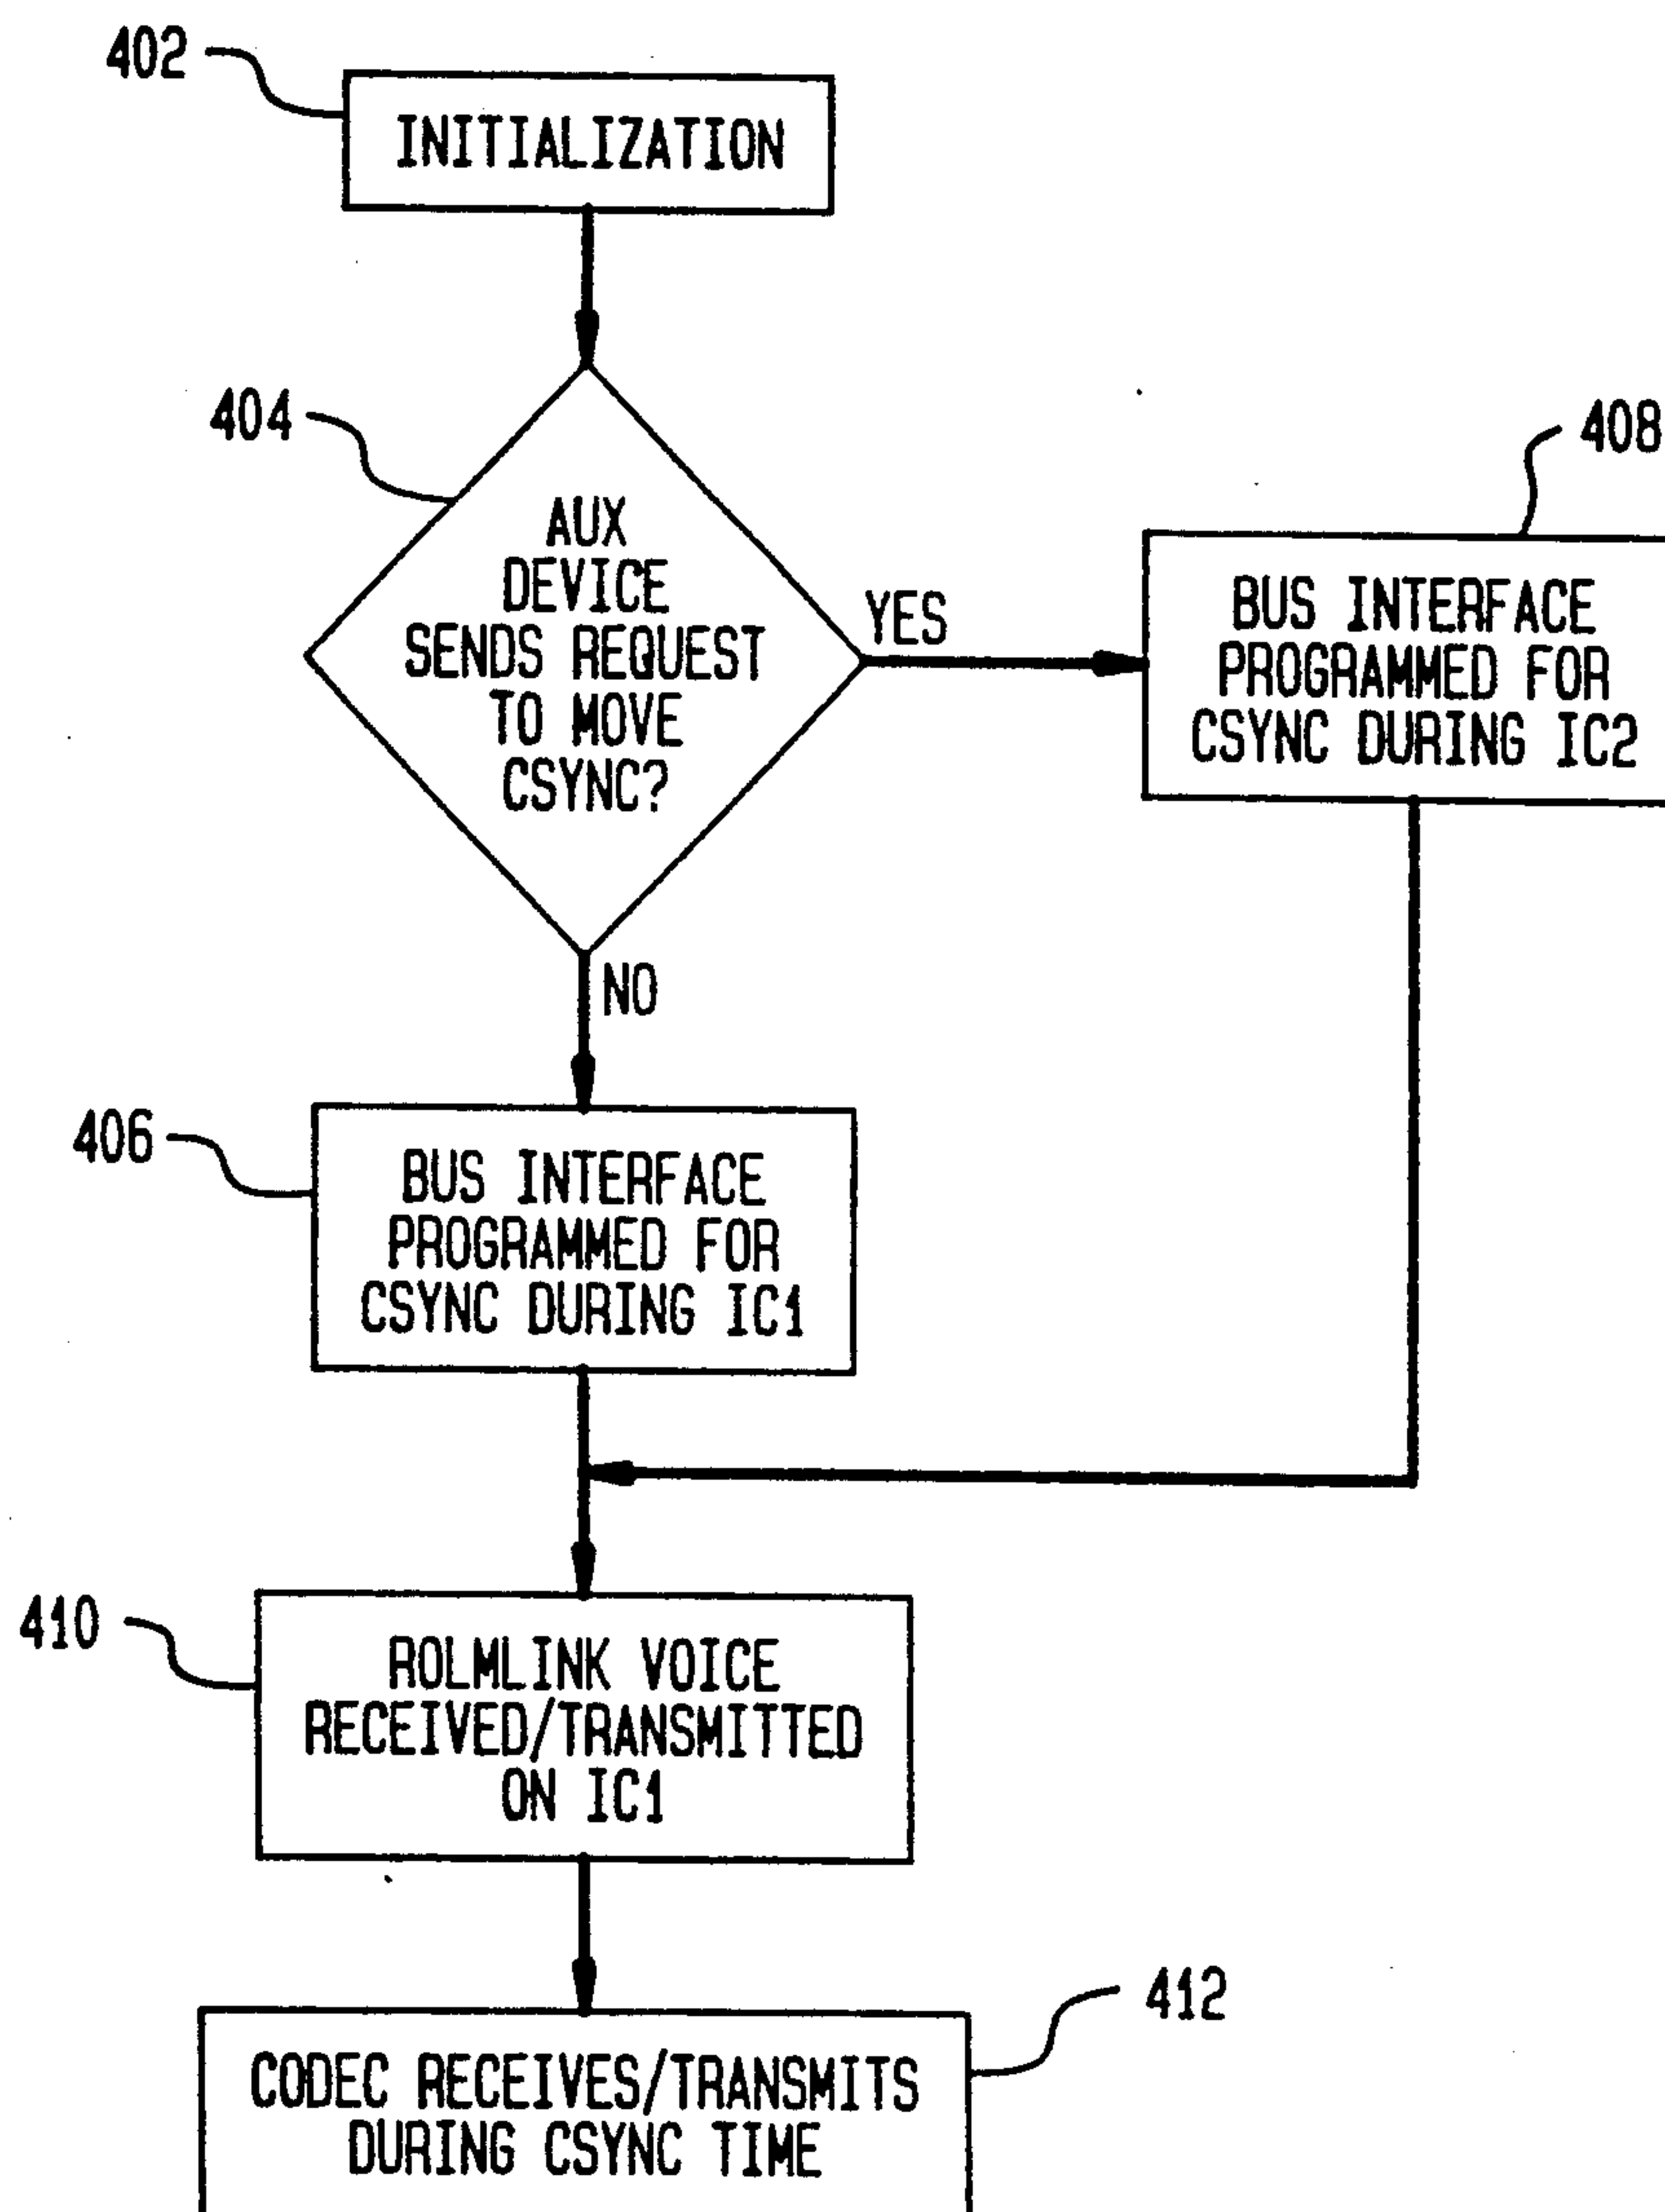 402
INITIALIZATION
404
AUX
DEVICE
SENDS REQUEST
TO MOVE
CSYNC?
YES
408
BUS INTERFACE
PROGRAMMED FOR
CSYNC DURING IC2
NO
406
BUS INTERFACE
PROGRAMMED FOR
CSYNC DURING IC1
410
ROLMLINK VOICE
RECEIVED/TRANSMITTED
ON IC1
412
CODEC RECEIVES/TRANSMITS
DURING CSYNC TIME